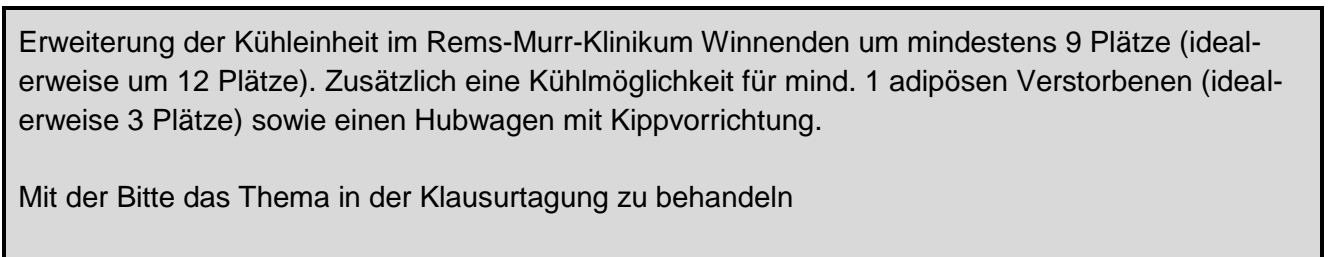 Erweiterung der Kühleinheit im Rems-Murr-Klinikum Winnenden um mindestens 9 Plätze (ideal-
erweise um 12 Plätze). Zusätzlich eine Kühlmöglichkeit für mind. 1 adipösen Verstorbenen (ideal-
erweise 3 Plätze) sowie einen Hubwagen mit Kippvorrichtung.
Mit der Bitte das Thema in der Klausurtagung zu behandeln